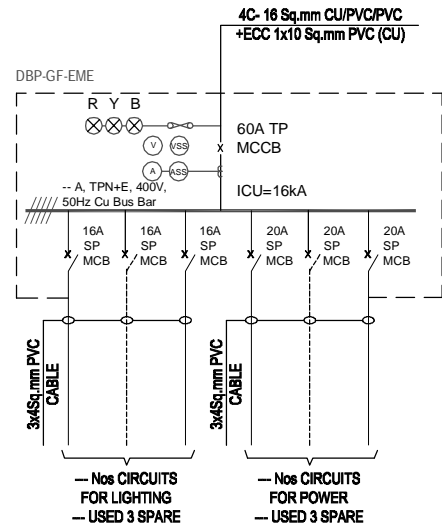 4C- 16 Sq.mm CU/PVC/PVC
+ECC 1x10 Sq.mm PVC (CU)
DBP-GF-EME
R Y B
60A TP
MCCB
V VSS
A ASS
ICU=16kA
-- A, TPN+E, 400V,
50Hz Cu Bus Bar
16A
SP
MCB
16A
SP
MCB
16A
SP
MCB
20A
SP
MCB
20A
SP
MCB
20A
SP
MCB
3x4Sq.mm PVC
CABLE
3x4Sq.mm PVC
CABLE
--- Nos CIRCUITS
FOR LIGHTING
--- USED 3 SPARE
--- Nos CIRCUITS
FOR POWER
--- USED 3 SPARE